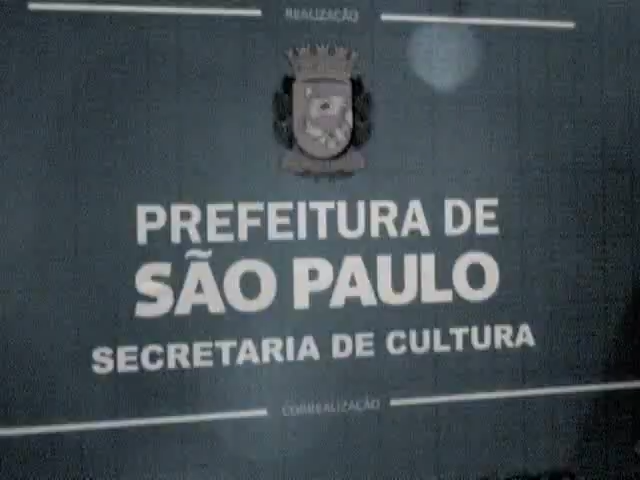 REALIZAÇÃO
PREFEITURA DE
SÃO PAULO
SECRETARIA DE CULTURA
CORREALIZAÇÃO